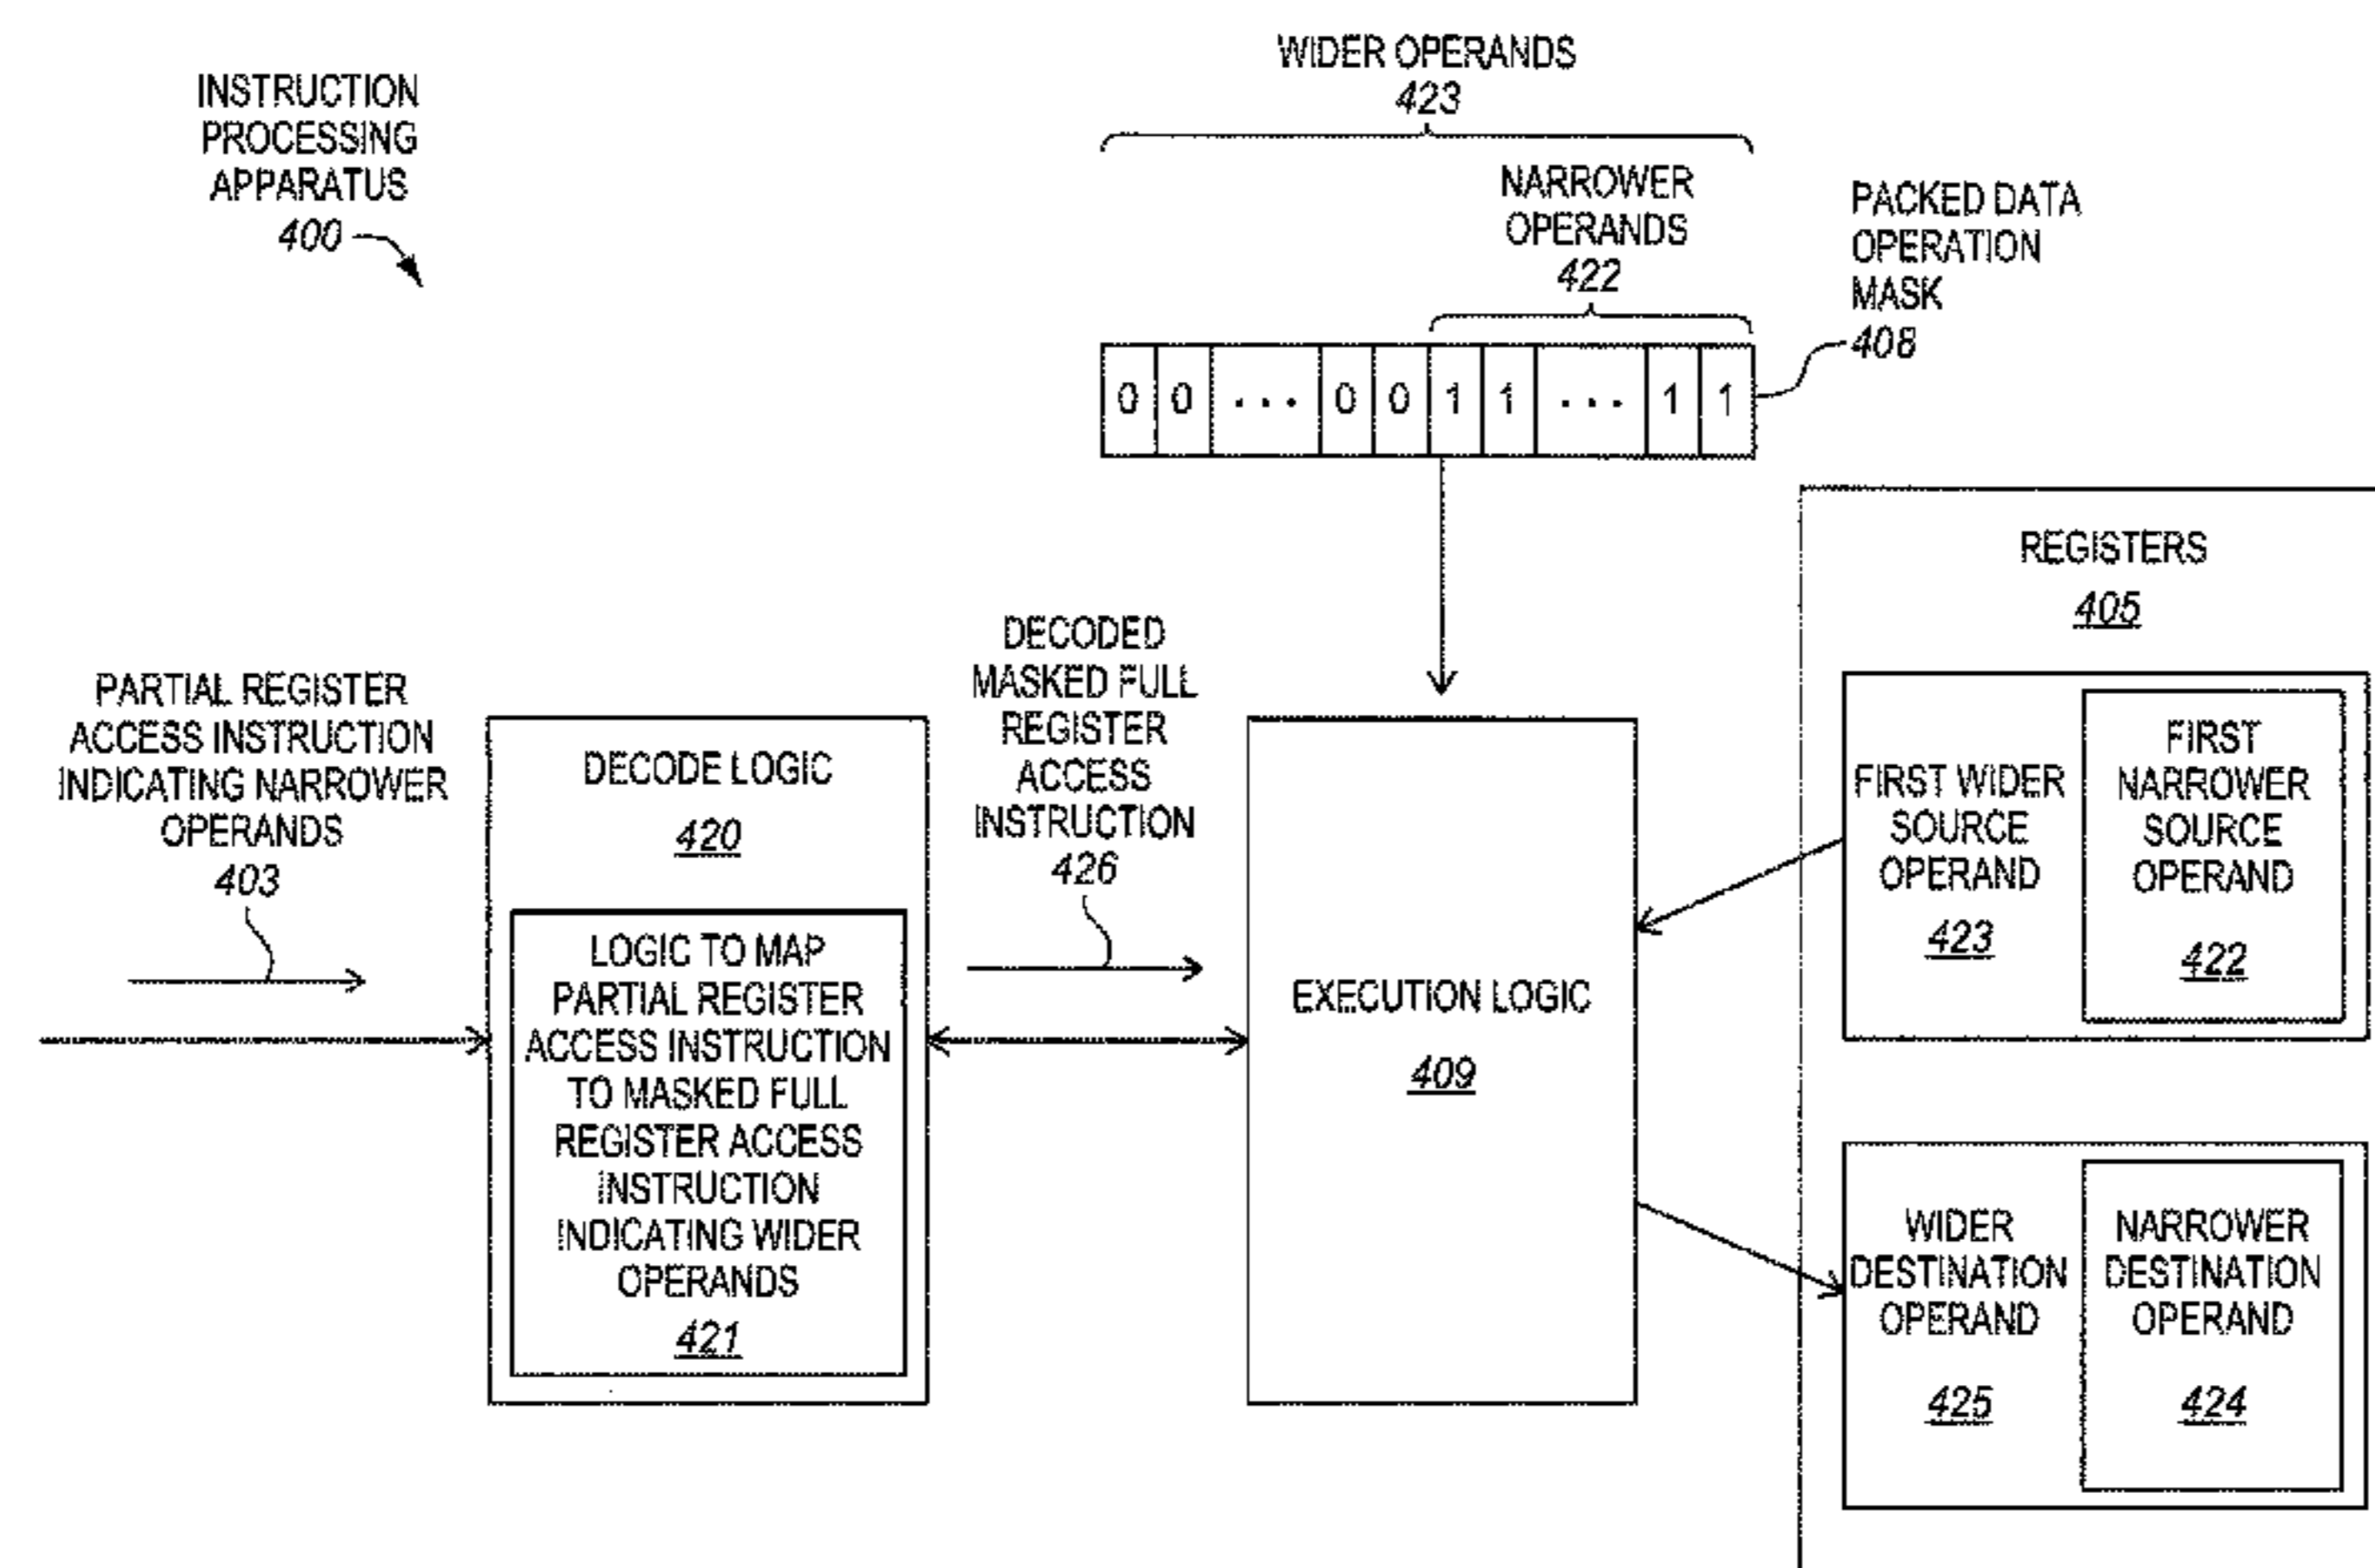 INSTRUCTION
PROCESSING
APPARATUS
400
WIDER OPERANDS
423
NARROWER
OPERANDS
422
PACKED DATA
OPERATION
MASK
408
0 0 ... 0 0 1 1 ... 1 1
REGISTERS
405
PARTIAL REGISTER
ACCESS INSTRUCTION
INDICATING NARROWER
OPERANDS
403
DECODE LOGIC
420
LOGIC TO MAP
PARTIAL REGISTER
ACCESS INSTRUCTION
TO MASKED FULL
REGISTER ACCESS
INSTRUCTION
INDICATING WIDER
OPERANDS
421
DECODED
MASKED FULL
REGISTER
ACCESS
INSTRUCTION
426
EXECUTION LOGIC
409
FIRST WIDER
SOURCE
OPERAND
423
FIRST
NARROWER
SOURCE
OPERAND
422
WIDER
DESTINATION
OPERAND
425
NARROWER
DESTINATION
OPERAND
424